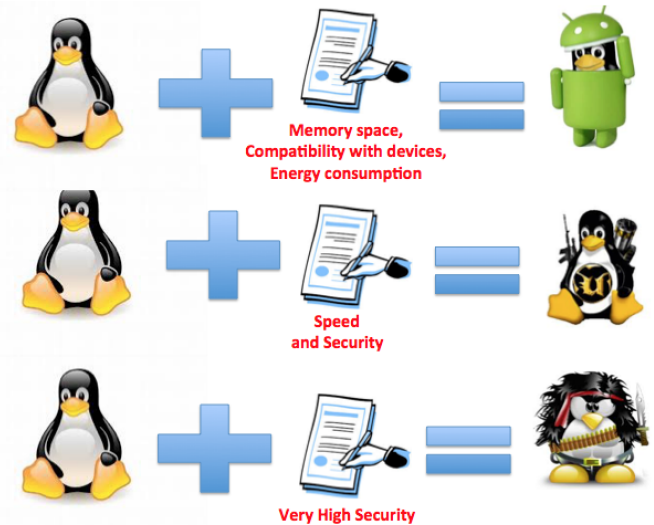 Memory space,
Compatibility with devices,
Energy consumption
Speed
and Security
Very High Security